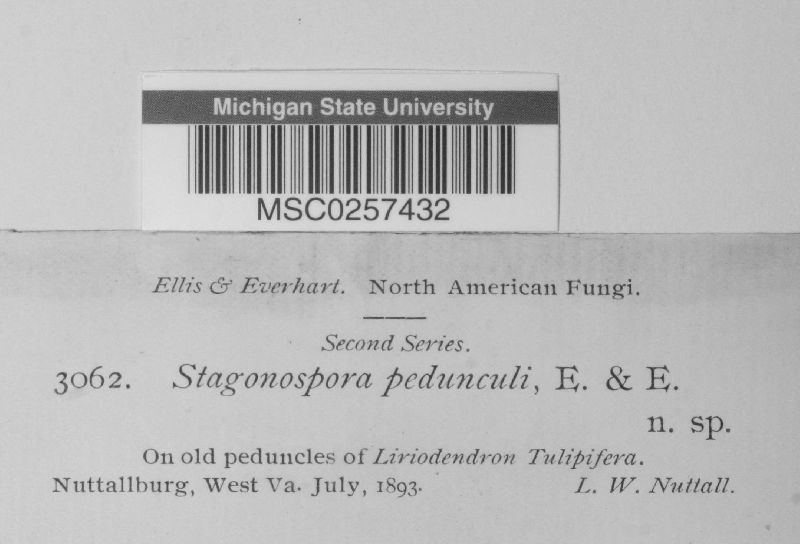 Michigan State University
MSC0257432
Ellis & Everhart. North American Fungi.
Second Series.
3062. Stagonospora pedunculi, E. & E.
n. sp.
On old peduncles of Liriodendron Tulipifera.
Nuttallburg, West Va. July, 1893. L. W. Nuttall.